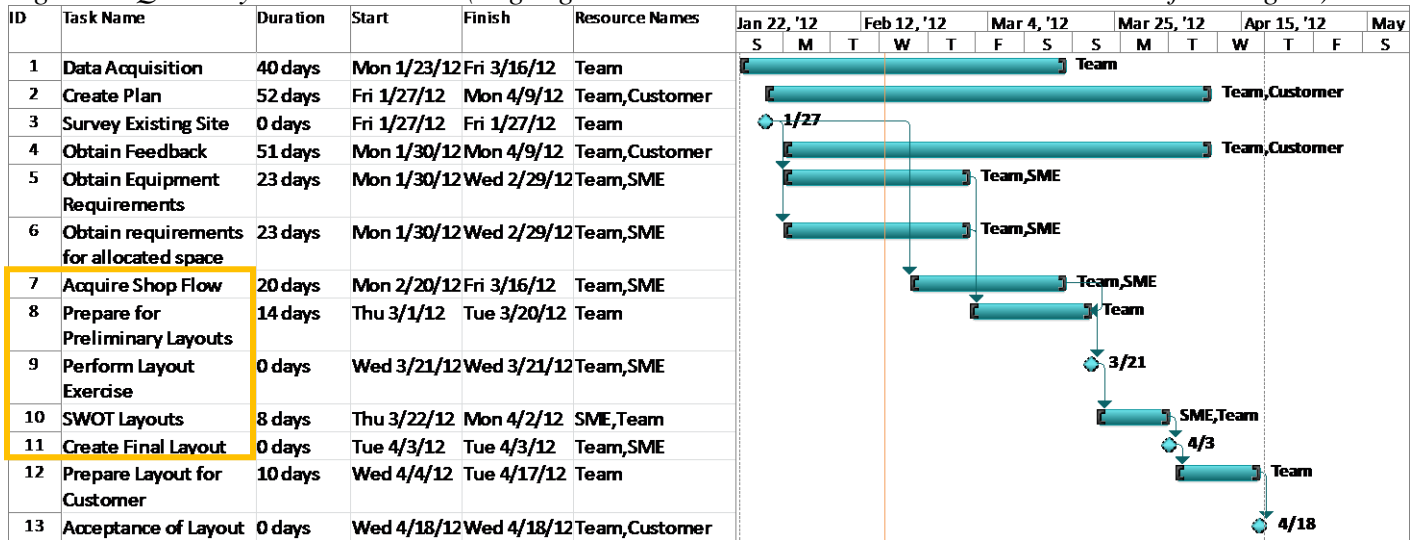 ID Task Name Duration Start Finish Resource Names Jan 22, '12 Feb 12, '12 Mar 4, '12 Mar 25, '12 Apr 15, '12 May
S M T W T F S S M T W T F S
1 Data Acquisition 40 days Mon 1/23/12 Fri 3/16/12 Team Team
2 Create Plan 52 days Fri 1/27/12 Mon 4/9/12 Team,Customer Team,Customer
3 Survey Existing Site 0 days Fri 1/27/12 Fri 1/27/12 Team 1/27
4 Obtain Feedback 51 days Mon 1/30/12 Mon 4/9/12 Team,Customer Team,Customer
5 Obtain Equipment 23 days Mon 1/30/12 Wed 2/29/12 Team,SME Team,SME
Requirements
6 Obtain requirements 23 days Mon 1/30/12 Wed 2/29/12 Team,SME Team,SME
for allocated space
7 Acquire Shop Flow 20 days Mon 2/20/12 Fri 3/16/12 Team,SME Team,SME
8 Prepare for 14 days Thu 3/1/12 Tue 3/20/12 Team Team
Preliminary Layouts
9 Perform Layout 0 days Wed 3/21/12 Wed 3/21/12 Team,SME 3/21
Exercise
10 SWOT Layouts 8 days Thu 3/22/12 Mon 4/2/12 SME,Team SME,Team
11 Create Final Layout 0 days Tue 4/3/12 Tue 4/3/12 Team,SME 4/3
12 Prepare Layout for 10 days Wed 4/4/12 Tue 4/17/12 Team Team
Customer
13 Acceptance of Layout 0 days Wed 4/18/12 Wed 4/18/12 Team,Customer 4/18